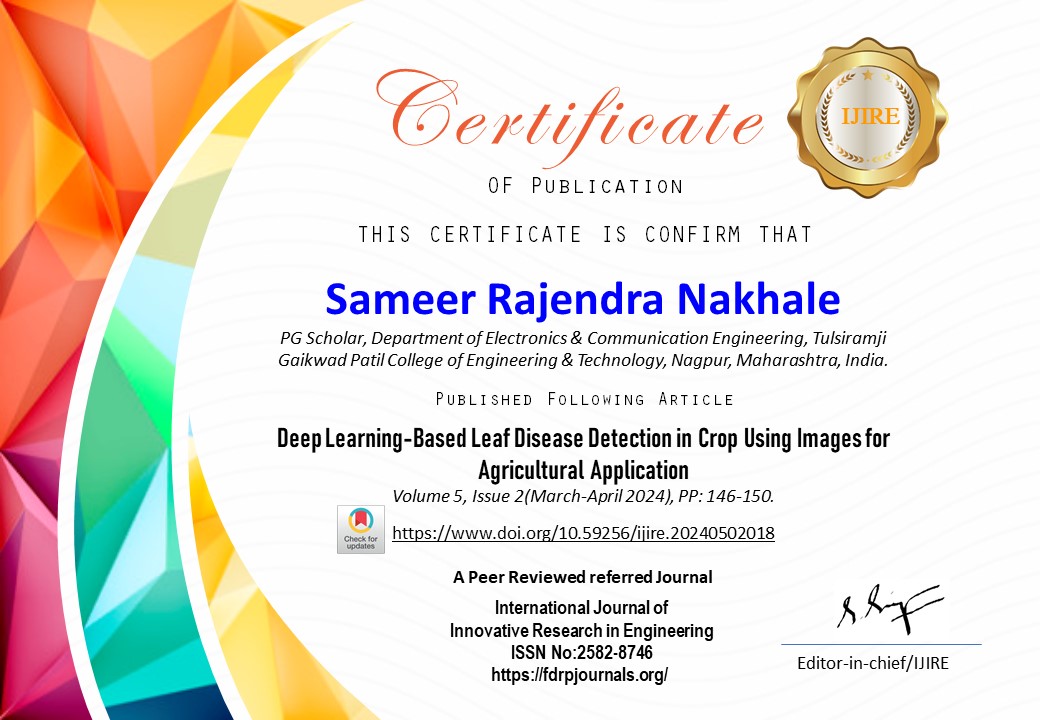 Certificate
IJIRE
OF PUBLICATION
THIS CERTIFICATE IS CONFIRM THAT
Sameer Rajendra Nakhale
PG Scholar, Department of Electronics & Communication Engineering, Tulsiramji
Gaikwad Patil College of Engineering & Technology, Nagpur, Maharashtra, India.
PUBLISHED FOLLOWING ARTICLE
Deep Learning-Based Leaf Disease Detection in Crop Using Images for
Agricultural Application
Volume 5, Issue 2(March-April 2024), PP: 146-150.
Check for
updates
https://www.doi.org/10.59256/ijire.20240502018
A Peer Reviewed referred Journal
International Journal of
Innovative Research in Engineering
ISSN No:2582-8746
https://fdrpjournals.org/
Editor-in-chief/IJIRE